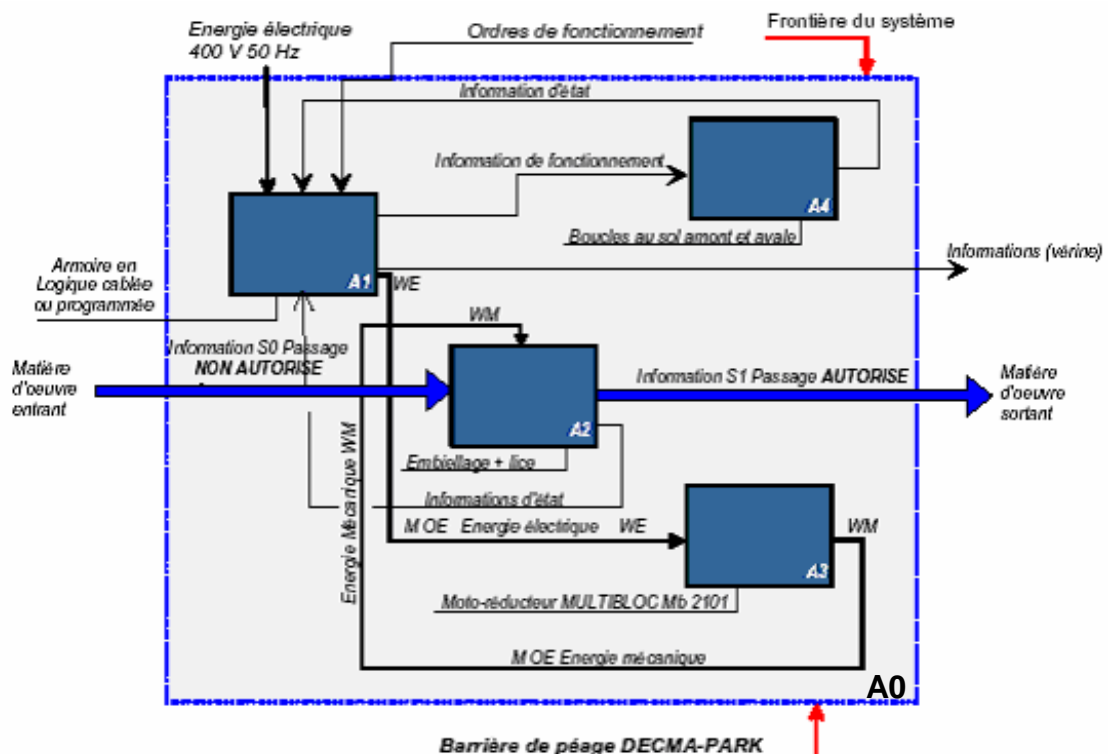 Energie électrique
400 V 50 Hz
Ordres de fonctionnement
Frontière du système
Information d'état
Information de fonctionnement
A4
Boucles au sol amont et avale
Informations (vérine)
Armoire en
Logique cablée
ou programmée
A1
WE
WM
Information S0 Passage
NON AUTORISE
Matière
d'oeuvre
entrant
Information S1 Passage AUTORISE
Matière
d'oeuvre
sortant
A2
Embiellage + lice
Informations d'état
Energie Mécanique WM
M OE Energie électrique WE
WM
A3
Moto-réducteur MULTIBLOC Mb 2101
M OE Energie mécanique
A0
Barrière de péage DECMA-PARK